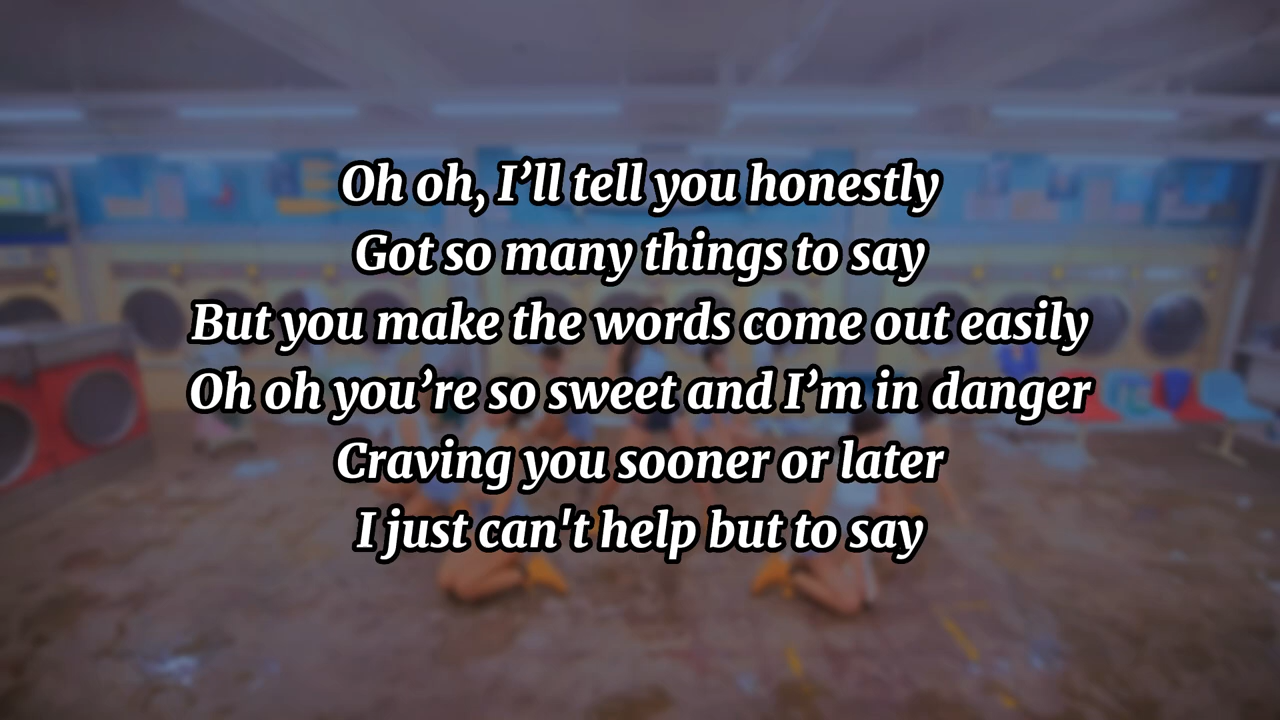 Oh oh, I’ll tell you honestly
Got so many things to say
But you make the words come out easily
Oh oh you’re so sweet and I’m in danger
Craving you sooner or later
I just can't help but to say